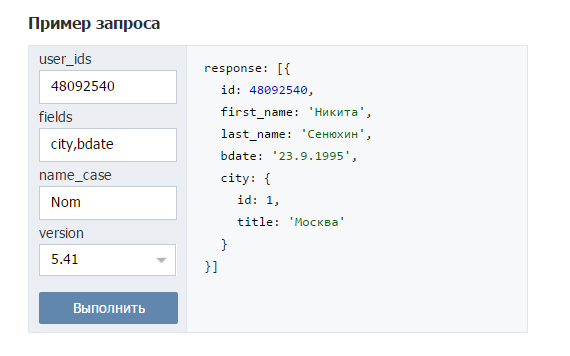 Пример запроса
user_ids
48092540
fields
city,bdate
name_case
Nom
version
5.41
Выполнить
response: [{
id: 48092540,
first_name: 'Никита',
last_name: 'Сенюхин',
bdate: '23.9.1995',
city: {
id: 1,
title: 'Москва'
}
}]